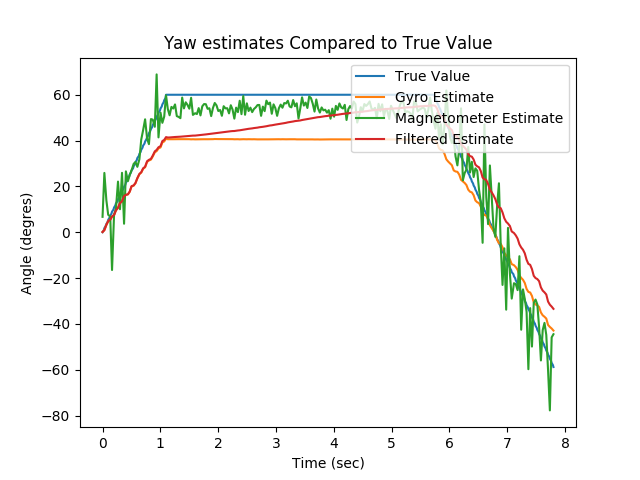 Yaw estimates Compared to True Value
True Value
Gyro Estimate
Magnetometer Estimate
Filtered Estimate
Angle (degres)
60
40
20
0
−20
−40
−60
−80
0 1 2 3 4 5 6 7 8
Time (sec)